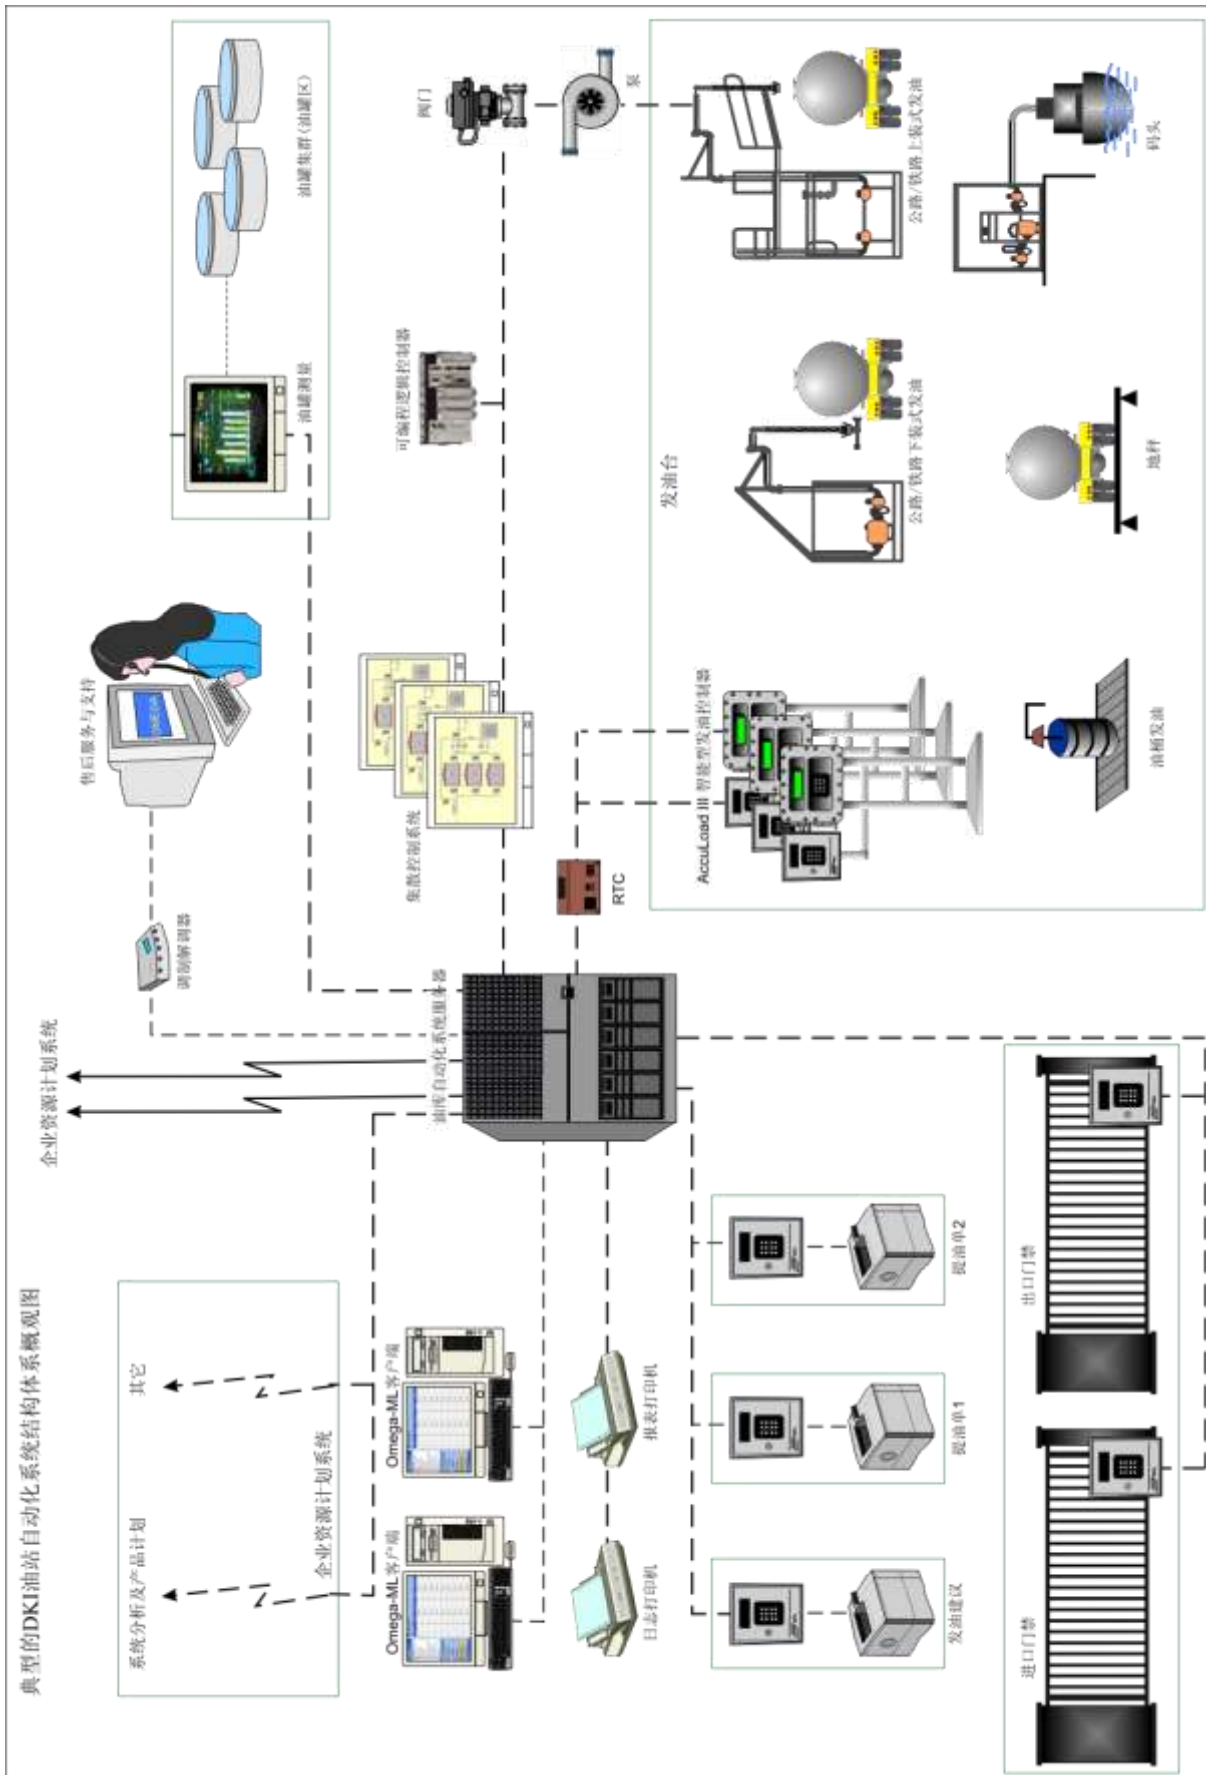 典型的DKI油站自动化系统结构体系概观图
企业资源计划系统
系统分析及产品计划
其它
企业资源计划系统
调制解调器
售后服务与支持
OMEGA
油罐测量
油罐集群(油罐区)
Omega-ML客户端
Omega-ML客户端
油库自动化系统服务器
集散控制系统
可编程逻辑控制器
阀门
泵
日志打印机
报表打印机
RTC
发油台
AccuLoad III 智能型发油控制器
公路/铁路下装式发油
公路/铁路上装式发油
发油建议
提油单1
提油单2
油桶发油
地秤
码头
进口门禁
出口门禁